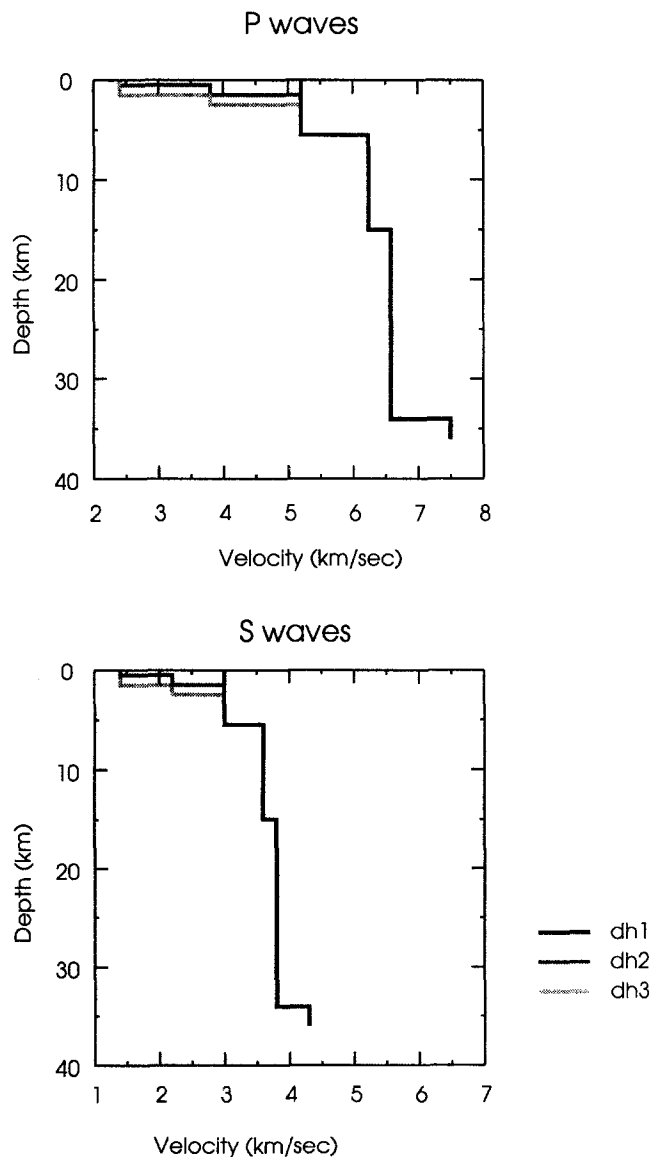 P waves
0
10
20
30
40
Depth (km)
2 3 4 5 6 7 8
Velocity (km/sec)
S waves
0
10
20
30
40
Depth (km)
1 2 3 4 5 6 7
Velocity (km/sec)
dh1
dh2
dh3